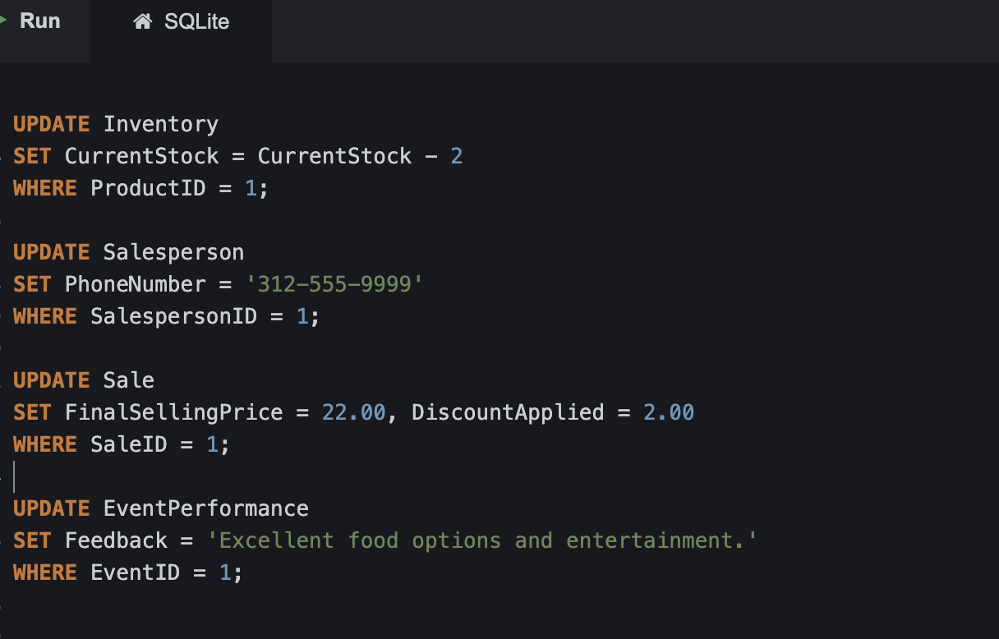 Run SQLite
UPDATE Inventory
SET CurrentStock = CurrentStock - 2
WHERE ProductID = 1;
UPDATE Salesperson
SET PhoneNumber = '312-555-9999'
WHERE SalespersonID = 1;
UPDATE Sale
SET FinalSellingPrice = 22.00, DiscountApplied = 2.00
WHERE SaleID = 1;
UPDATE EventPerformance
SET Feedback = 'Excellent food options and entertainment.'
WHERE EventID = 1;